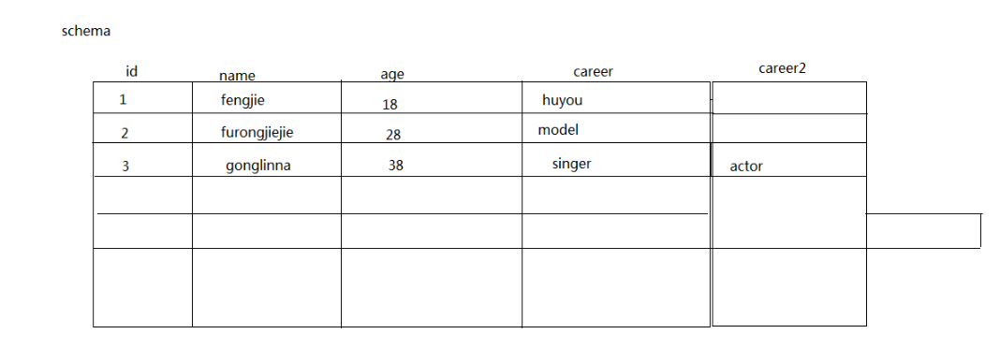 schema
id name age career career2
1 fengjie 18 huyou
2 furongjiejie 28 model
3 gonglinna 38 singer actor